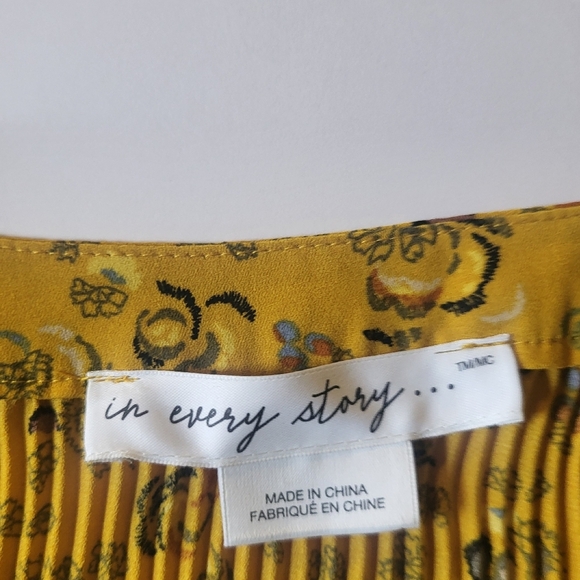 in every story...
TM/MC
MADE IN CHINA
FABRIQUÉ EN CHINE